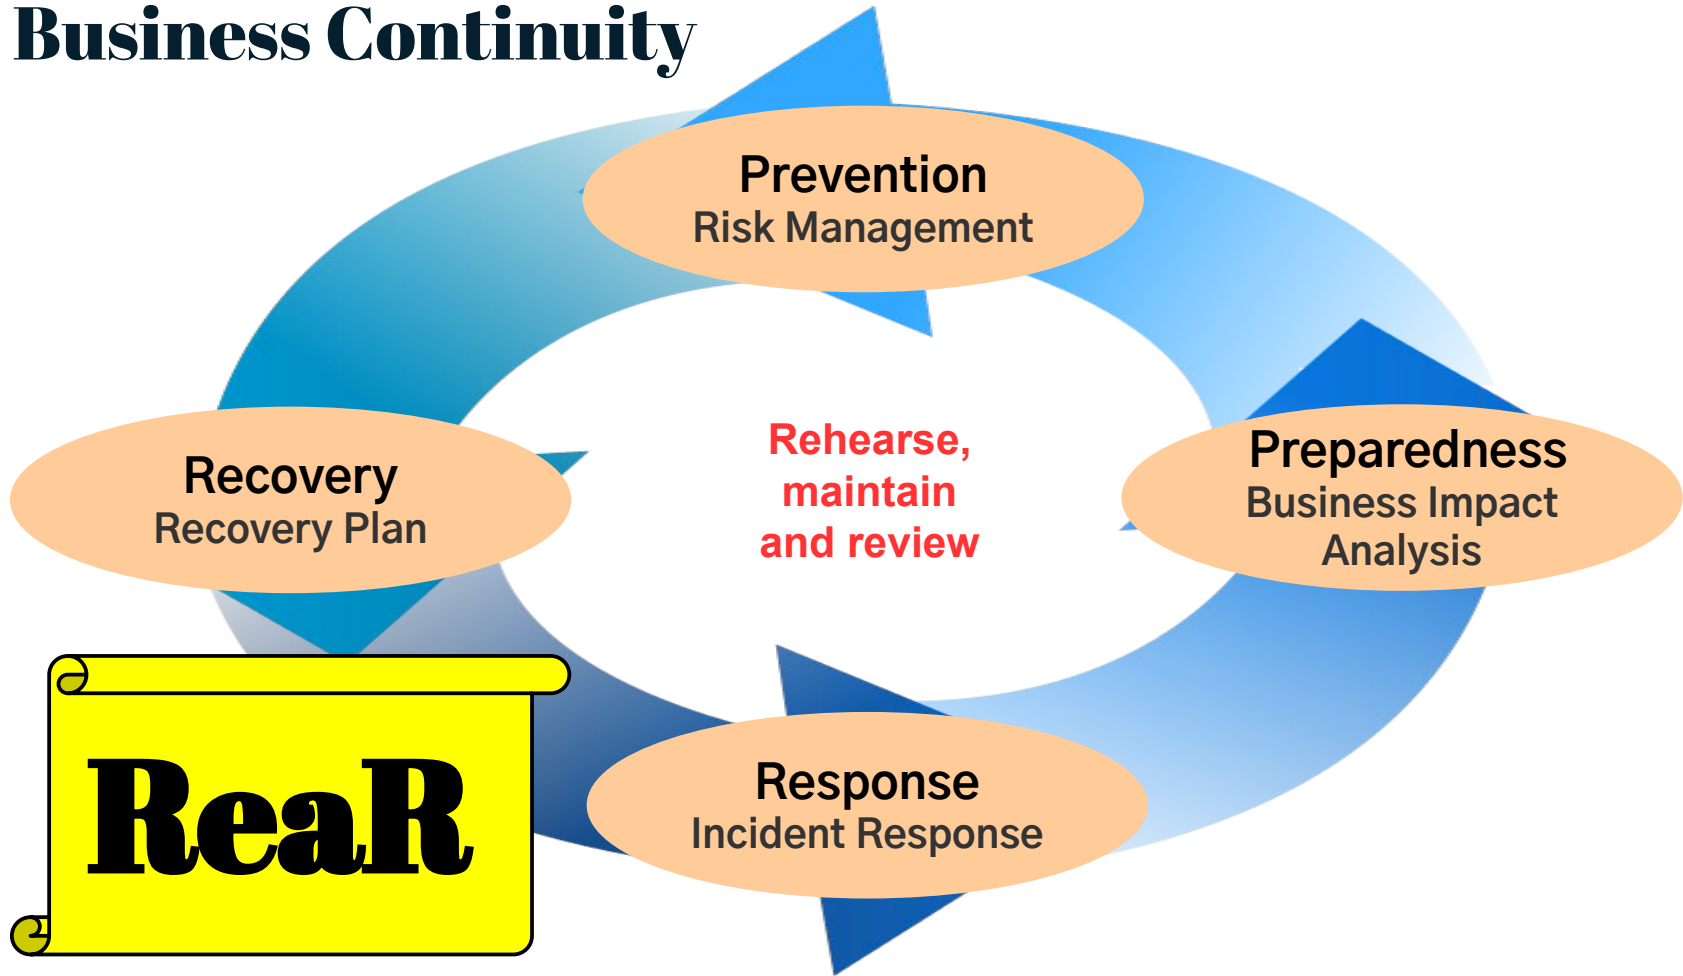 Business Continuity
Prevention
Risk Management
Rehearse,
maintain
and review
Preparedness
Business Impact
Analysis
Recovery
Recovery Plan
Response
Incident Response
ReaR